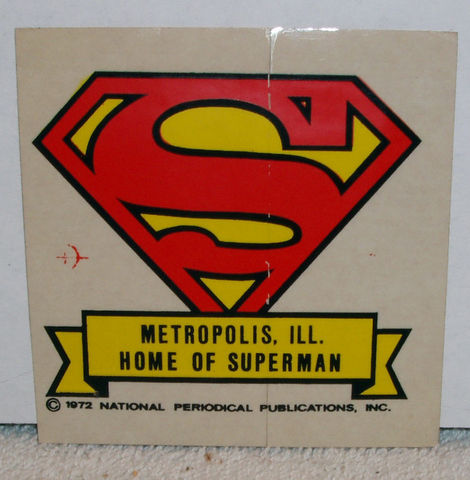 S
METROPOLIS, ILL.
HOME OF SUPERMAN
© 1972 NATIONAL PERIODICAL PUBLICATIONS, INC.